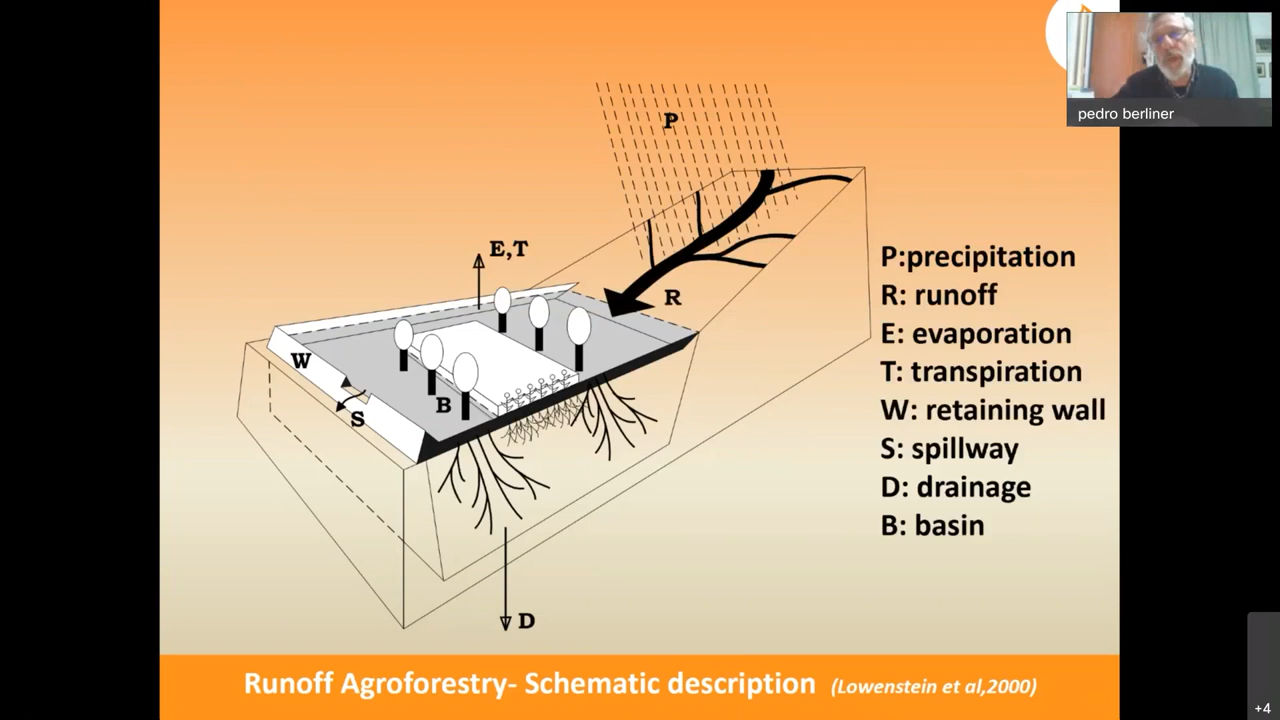 P
pedro berliner
E,T
R
W
S
B
D
P:precipitation
R: runoff
E: evaporation
T: transpiration
W: retaining wall
S: spillway
D: drainage
B: basin
Runoff Agroforestry- Schematic description (Lowenstein et al,2000)
+4